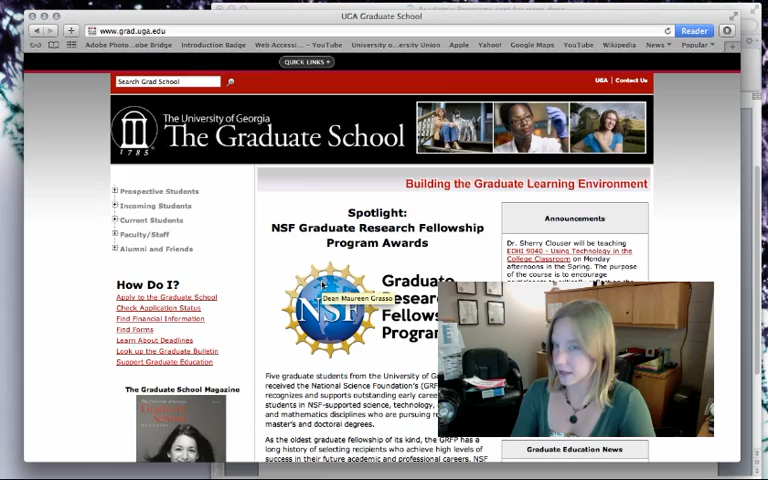 UGA Graduate School
www.grad.uga.edu
Reader
Adobe Photo...obe Bridge
Introduction Badge
Web Accessi... – YouTube
University o...ersity Union
Apple
Yahoo!
Google Maps
YouTube
Wikipedia
News
Popular
QUICK LINKS +
Search Grad School
UGA | Contact Us
The University of Georgia
The Graduate School
1785
Building the Graduate Learning Environment
Prospective Students
Incoming Students
Current Students
Faculty/Staff
Alumni and Friends
How Do I?
Apply to the Graduate School
Check Application Status
Find Financial Information
Find Forms
Learn About Deadlines
Look up the Graduate Bulletin
Support Graduate Education
The Graduate School Magazine
Graduate School
Spotlight:
NSF Graduate Research Fellowship
Program Awards
NSF
Dean Maureen Grasso
Graduate
Research
Fellows
Program
Five graduate students from the University of Ge
received the National Science Foundation's (GRF
recognizes and supports outstanding early caree
students in NSF-supported science, technology,
and mathematics disciplines who are pursuing r
master's and doctoral degrees.
As the oldest graduate fellowship of its kind, the GRFP has a
long history of selecting recipients who achieve high levels of
success in their future academic and professional careers. NSF
Announcements
Dr. Sherry Clouser will be teaching
EDHI 9040 - Using Technology in the
College Classroom on Monday
afternoons in the Spring. The purpose
of the course is to encourage
Graduate Education News